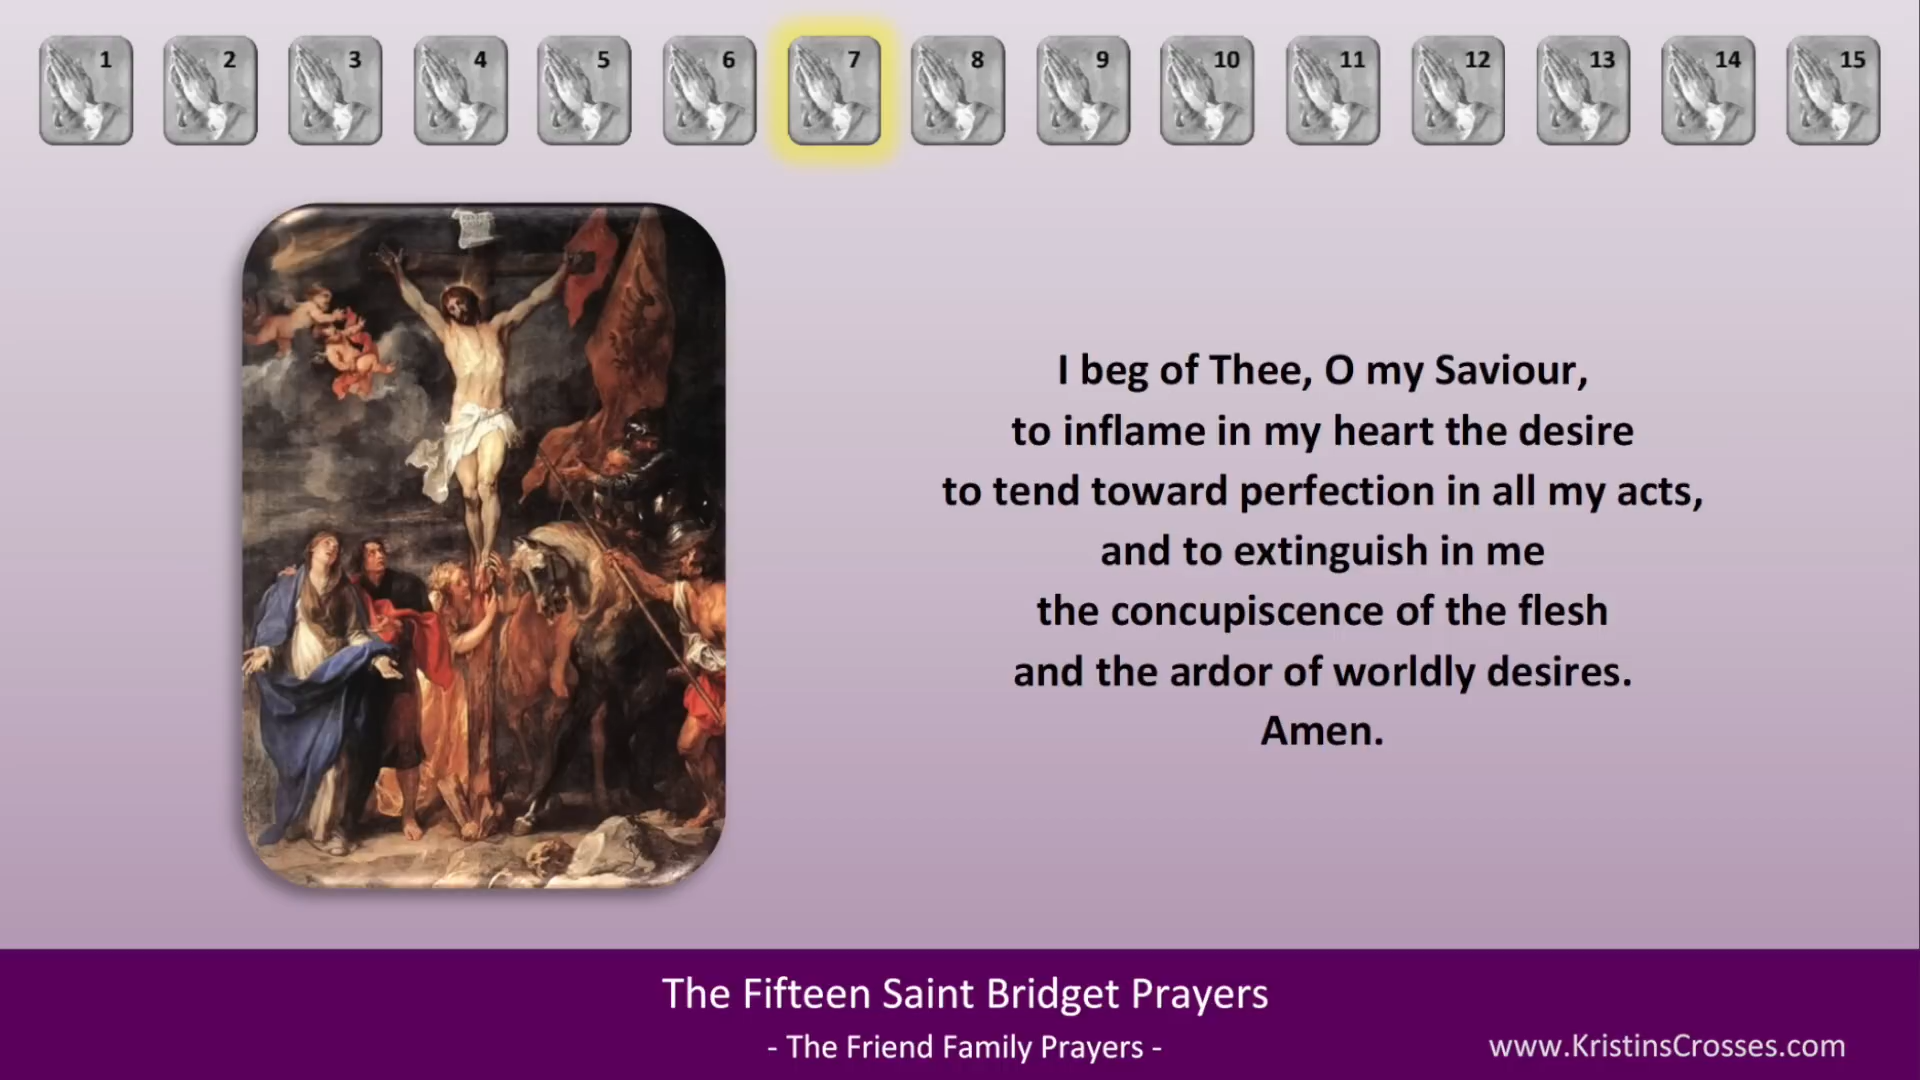 1 2 3 4 5 6 7 8 9 10 11 12 13 14 15
I beg of Thee, O my Saviour,
to inflame in my heart the desire
to tend toward perfection in all my acts,
and to extinguish in me
the concupiscence of the flesh
and the ardor of worldly desires.
Amen.
The Fifteen Saint Bridget Prayers
- The Friend Family Prayers -
www.KristinsCrosses.com